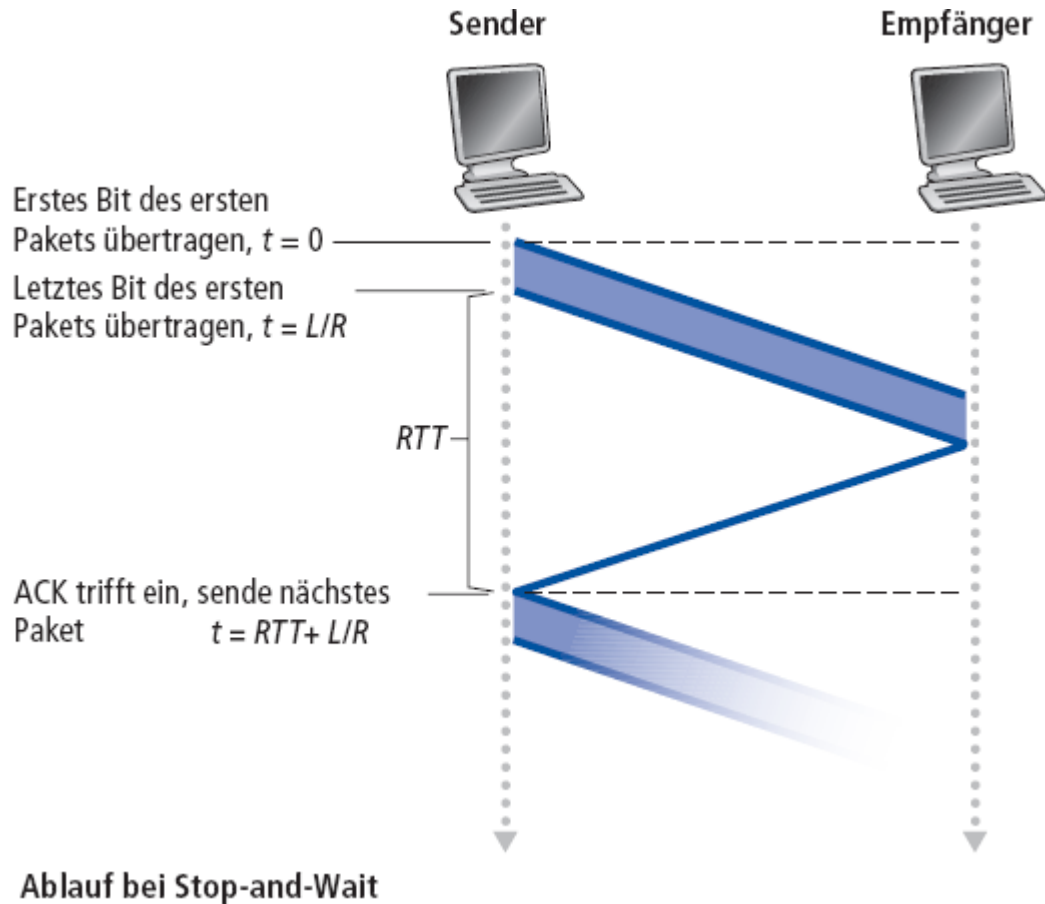 Sender
Empfänger
Erstes Bit des ersten
Pakets übertragen, t = 0
Letztes Bit des ersten
Pakets übertragen, t = L/R
RTT
ACK trifft ein, sende nächstes
Paket t = RTT+ L/R
Ablauf bei Stop-and-Wait